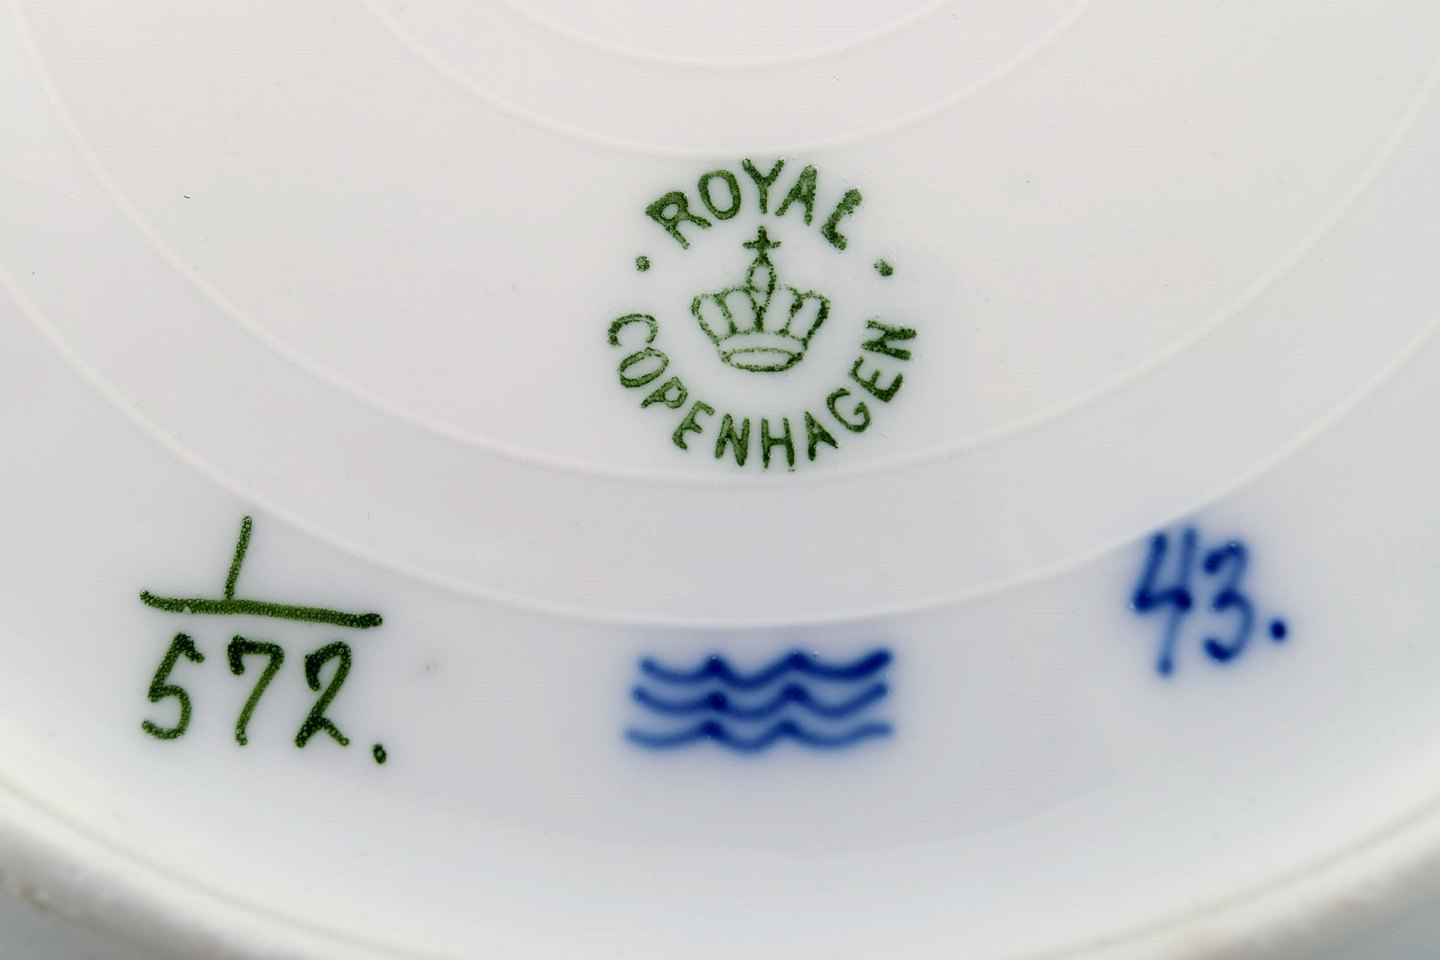 ROYAL
COPENHAGEN
1
572.
43.